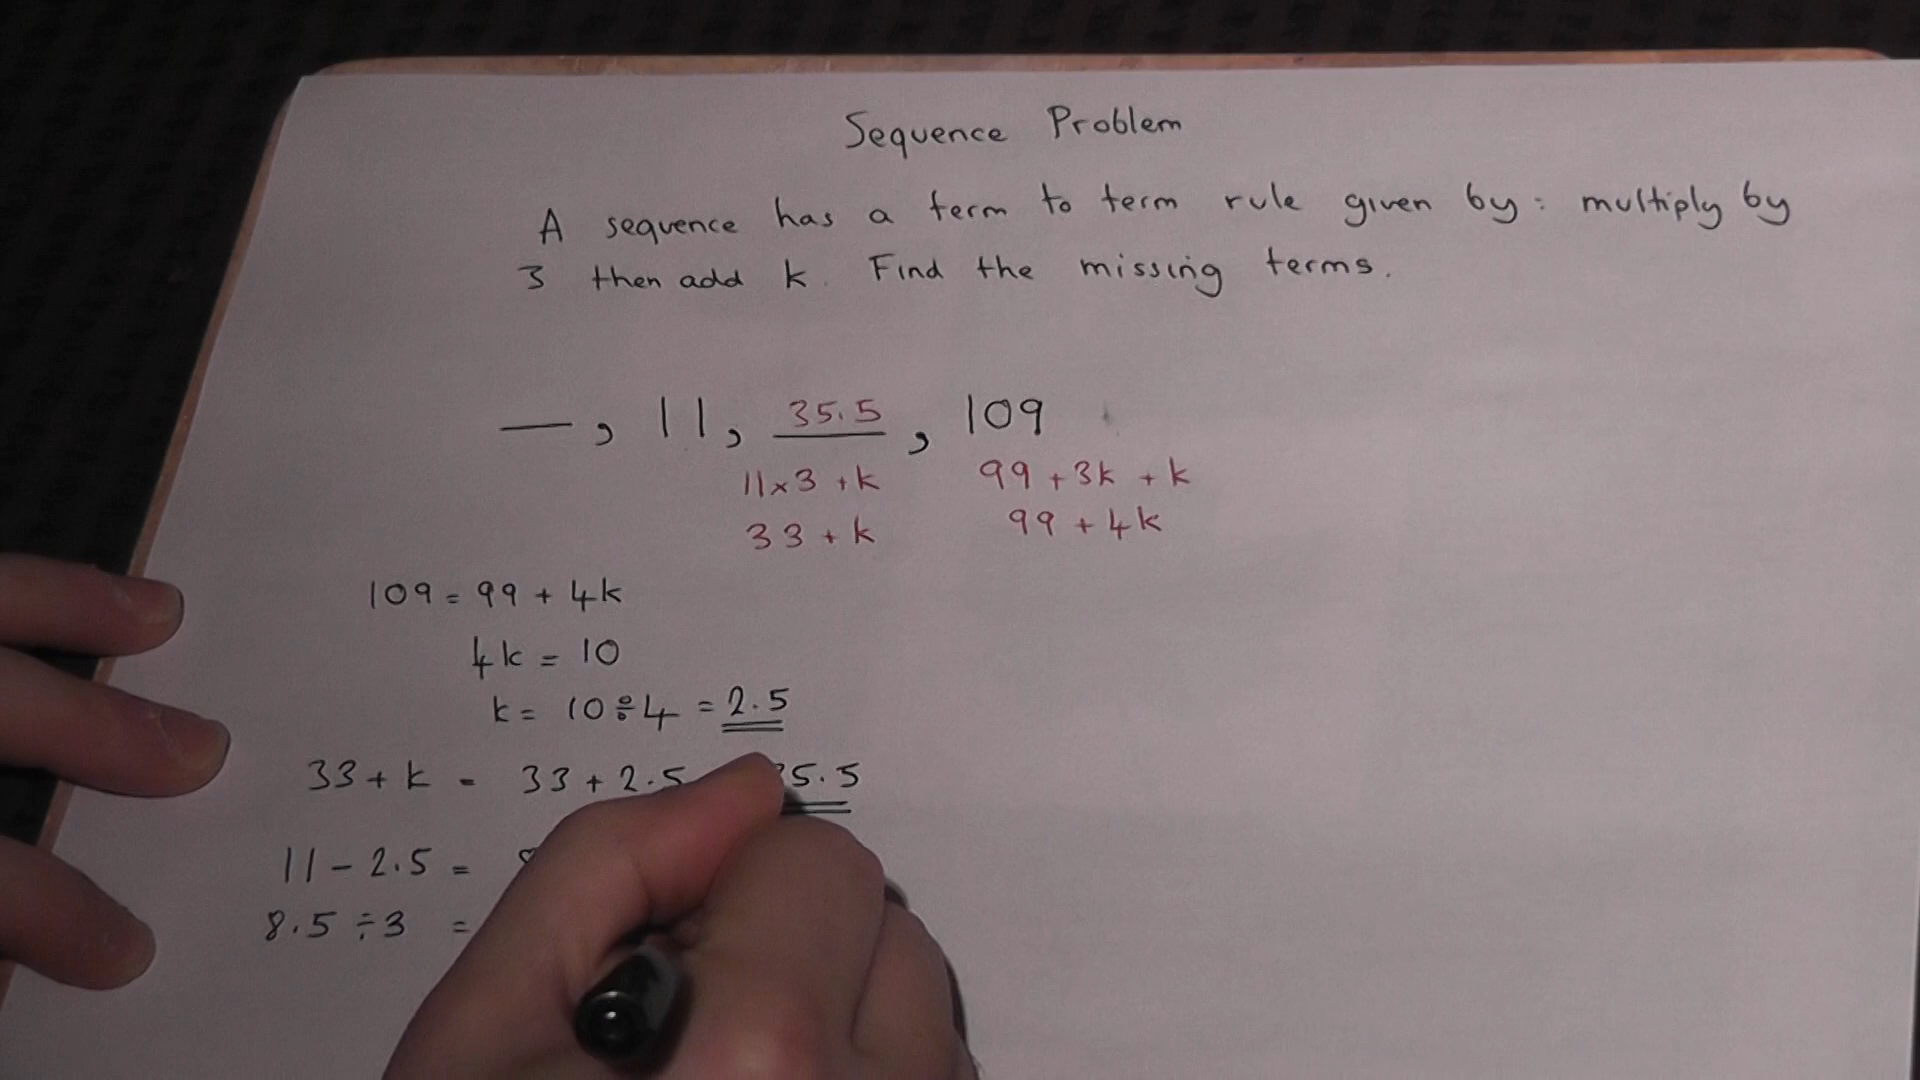 Sequence Problem
A sequence has a term to term rule given by: multiply by
3 then add k. Find the missing terms.
—, 11, 35.5, 109
11×3 + k 99 + 3k + k
33 + k 99 + 4k
109 = 99 + 4k
4k = 10
k = 10 ÷ 4 = 2.5
33 + k = 33 + 2.5 5.5
11 - 2.5 =
8.5 ÷ 3 =